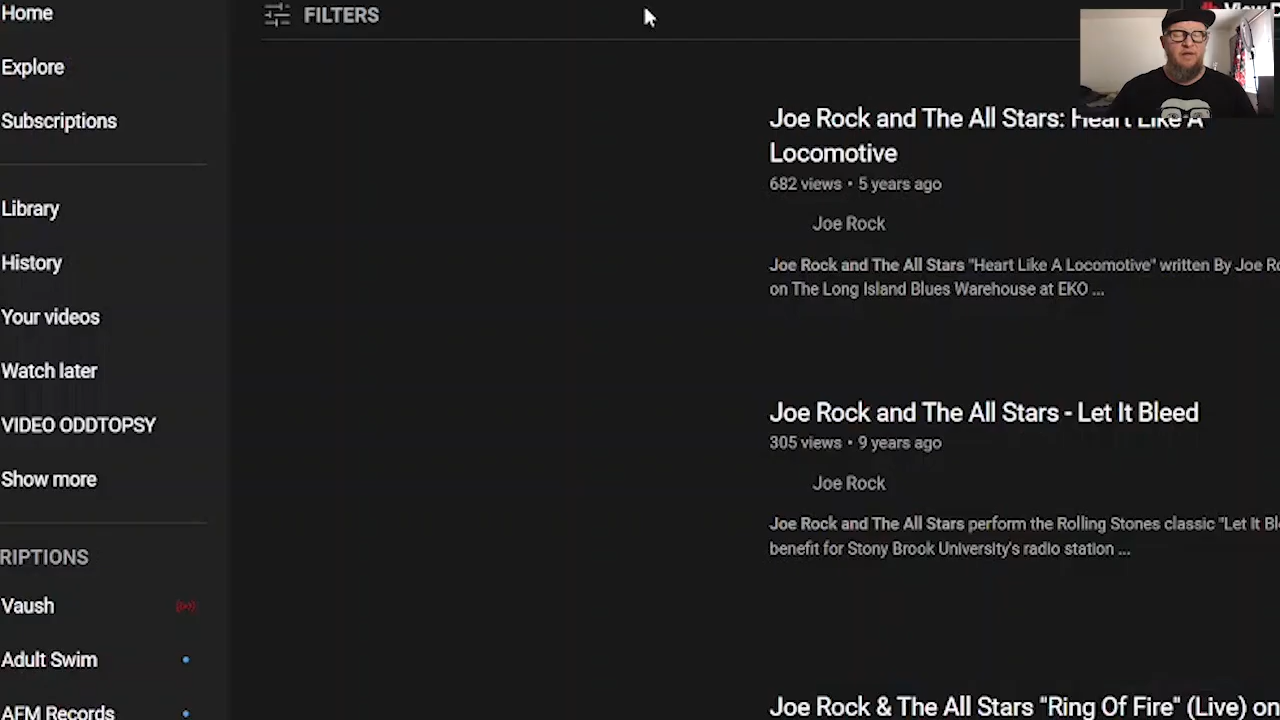 Home
Explore
Subscriptions
Library
History
Your videos
Watch later
VIDEO ODDTOPSY
Show more
RIPTIONS
Vaush
Adult Swim
AFM Records
FILTERS
Joe Rock and The All Stars: Heart Like A
Locomotive
682 views • 5 years ago
Joe Rock
Joe Rock and The All Stars "Heart Like A Locomotive" written By Joe Ro
on The Long Island Blues Warehouse at EKO ...
Joe Rock and The All Stars - Let It Bleed
305 views • 9 years ago
Joe Rock
Joe Rock and The All Stars perform the Rolling Stones classic "Let It Ble
benefit for Stony Brook University's radio station ...
Joe Rock & The All Stars "Ring Of Fire" (Live) on